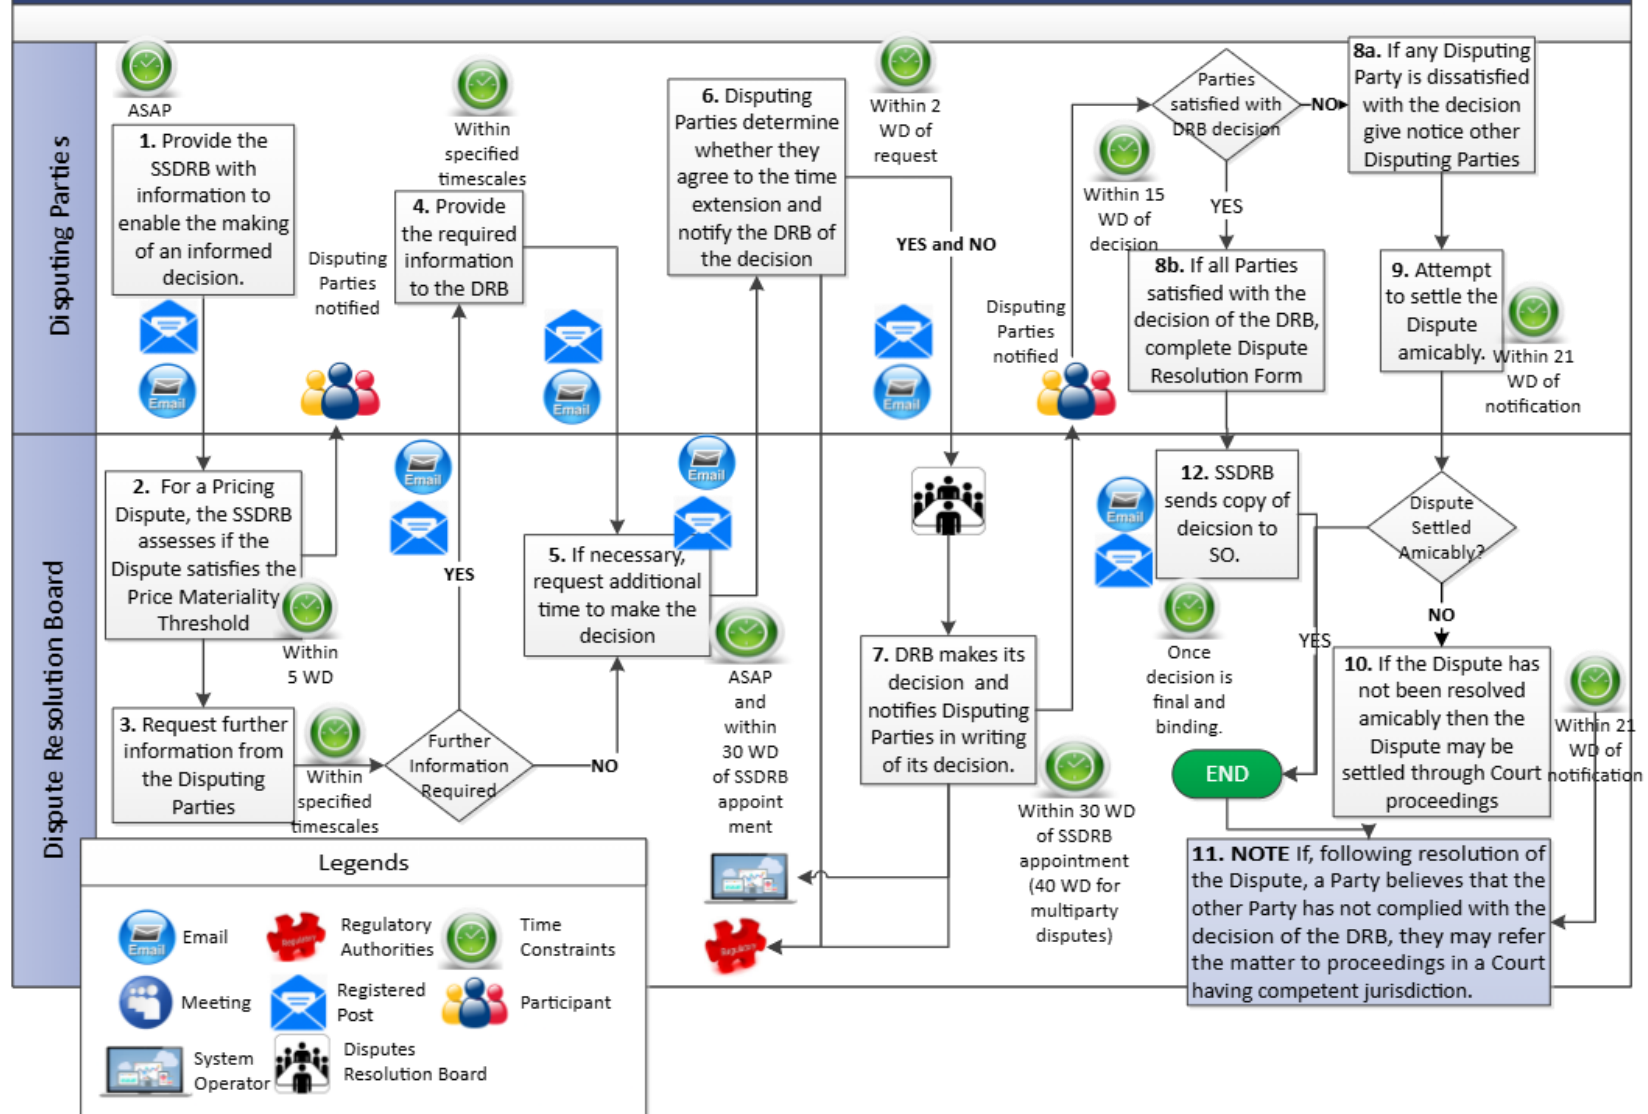 Disputing Parties
ASAP
1. Provide the
SSDRB with
information to
enable the making
of an informed
decision.
Email
Disputing
Parties
notified
Within
specified
timescales
4. Provide
the required
information
to the DRB
Email
6. Disputing
Parties determine
whether they
agree to the time
extension and
notify the DRB of
the decision
Within 2
WD of
request
YES and NO
Email
Disputing
Parties
notified
Within 15
WD of
decision
Parties
satisfied with
DRB decision
NO
YES
8a. If any Disputing
Party is dissatisfied
with the decision
give notice other
Disputing Parties
8b. If all Parties
satisfied with the
decision of the DRB,
complete Dispute
Resolution Form
9. Attempt
to settle the
Dispute
amicably.
Within 21
WD of
notification
Dispute Resolution Board
2. For a Pricing
Dispute, the SSDRB
assesses if the
Dispute satisfies the
Price Materiality
Threshold
Within
5 WD
3. Request further
information from
the Disputing
Parties
Within
specified
timescales
Email
YES
Further
Information
Required
NO
5. If necessary,
request additional
time to make the
decision
Email
ASAP
and
within
30 WD
of SSDRB
appoint
ment
7. DRB makes its
decision and
notifies Disputing
Parties in writing
of its decision.
Within 30 WD
of SSDRB
appointment
(40 WD for
multiparty
disputes)
Regulatory
Email
12. SSDRB
sends copy of
deicsion to
SO.
Once
decision is
final and
binding.
Dispute
Settled
Amicably?
YES
NO
END
10. If the Dispute has
not been resolved
amicably then the
Dispute may be
settled through Court
proceedings
Within 21
WD of
notification
11. NOTE If, following resolution of
the Dispute, a Party believes that the
other Party has not complied with the
decision of the DRB, they may refer
the matter to proceedings in a Court
having competent jurisdiction.
Legends
Email
Email
Regulatory
Regulatory
Authorities
Time
Constraints
Meeting
Registered
Post
Participant
System
Operator
Disputes
Resolution Board